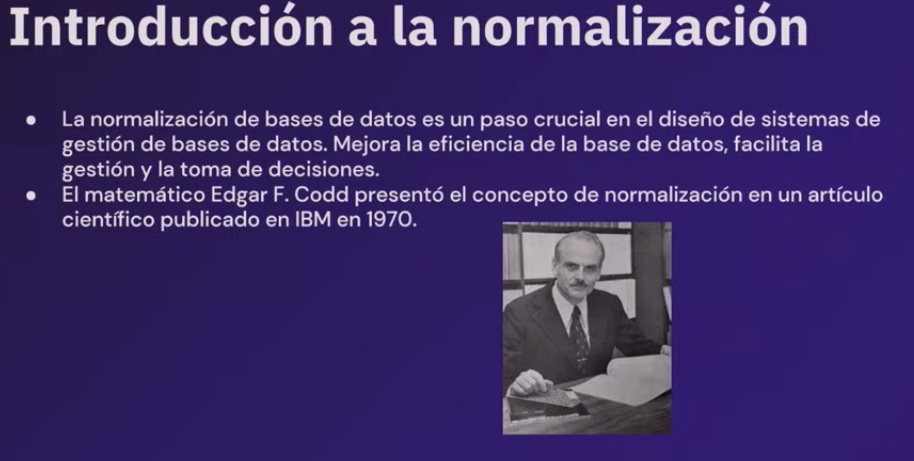 Introducción a la normalización
● La normalización de bases de datos es un paso crucial en el diseño de sistemas de
gestión de bases de datos. Mejora la eficiencia de la base de datos, facilita la
gestión y la toma de decisiones.
● El matemático Edgar F. Codd presentó el concepto de normalización en un artículo
científico publicado en IBM en 1970.